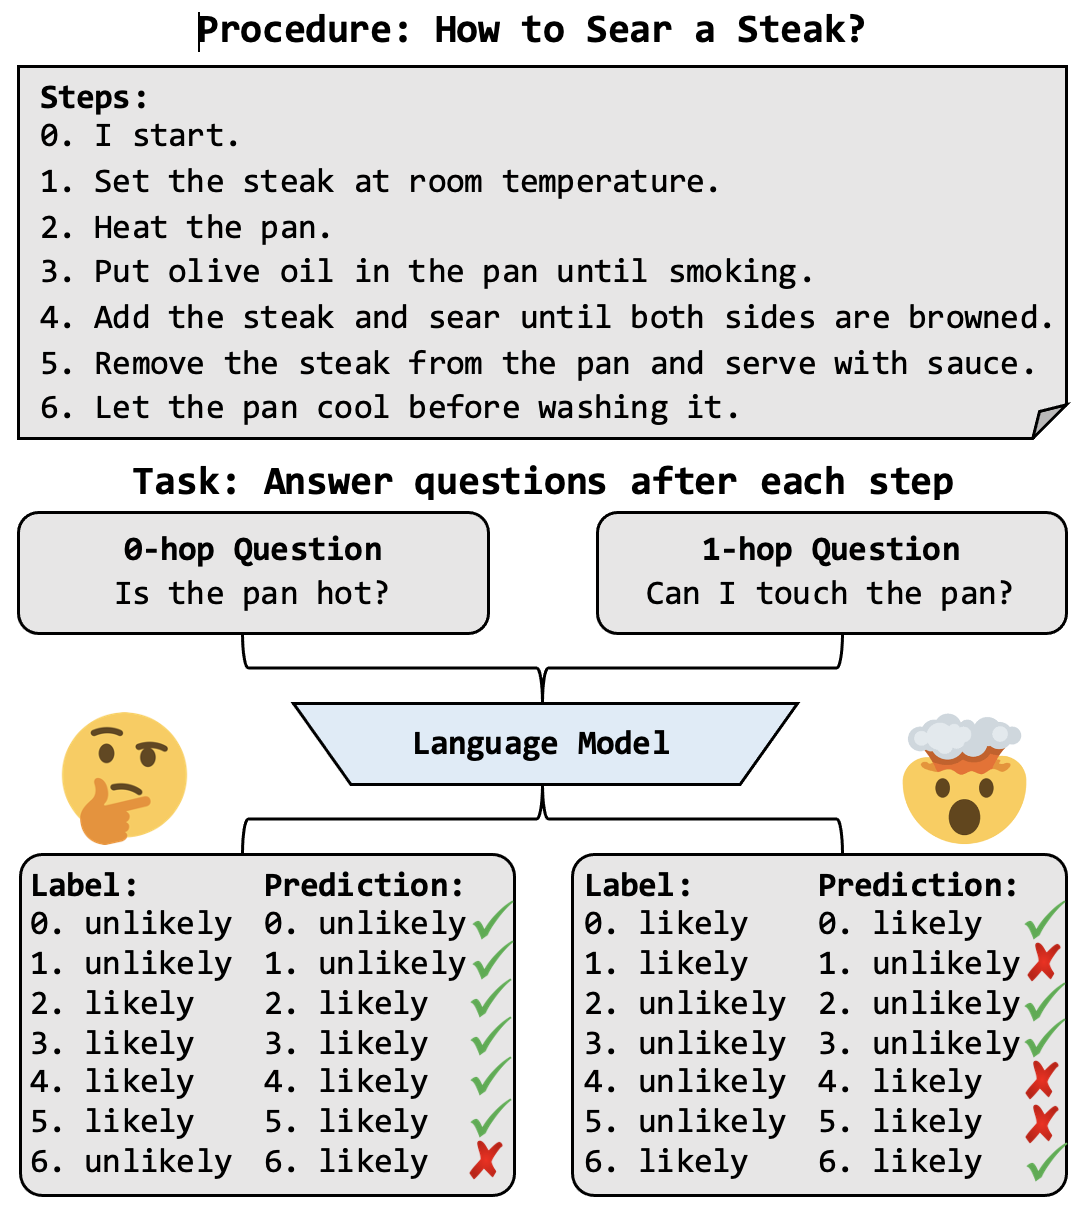 Procedure: How to Sear a Steak?
Steps:
0. I start.
1. Set the steak at room temperature.
2. Heat the pan.
3. Put olive oil in the pan until smoking.
4. Add the steak and sear until both sides are browned.
5. Remove the steak from the pan and serve with sauce.
6. Let the pan cool before washing it.
Task: Answer questions after each step
0-hop Question
Is the pan hot?
1-hop Question
Can I touch the pan?
Language Model
Label:
0. unlikely
1. unlikely
2. likely
3. likely
4. likely
5. likely
6. unlikely
Prediction:
0. unlikely
1. unlikely
2. likely
3. likely
4. likely
5. likely
6. likely
Label:
0. likely
1. likely
2. unlikely
3. unlikely
4. unlikely
5. unlikely
6. likely
Prediction:
0. likely
1. unlikely
2. unlikely
3. unlikely
4. likely
5. likely
6. likely